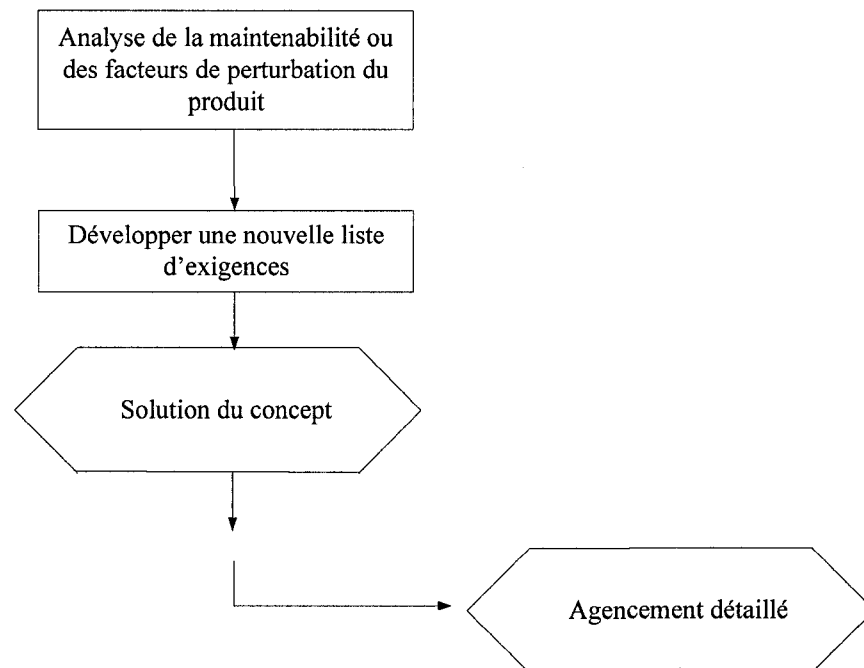 Analyse de la maintenabilité ou
des facteurs de perturbation du
produit
Développer une nouvelle liste
d'exigences
Solution du concept
Agencement détaillé